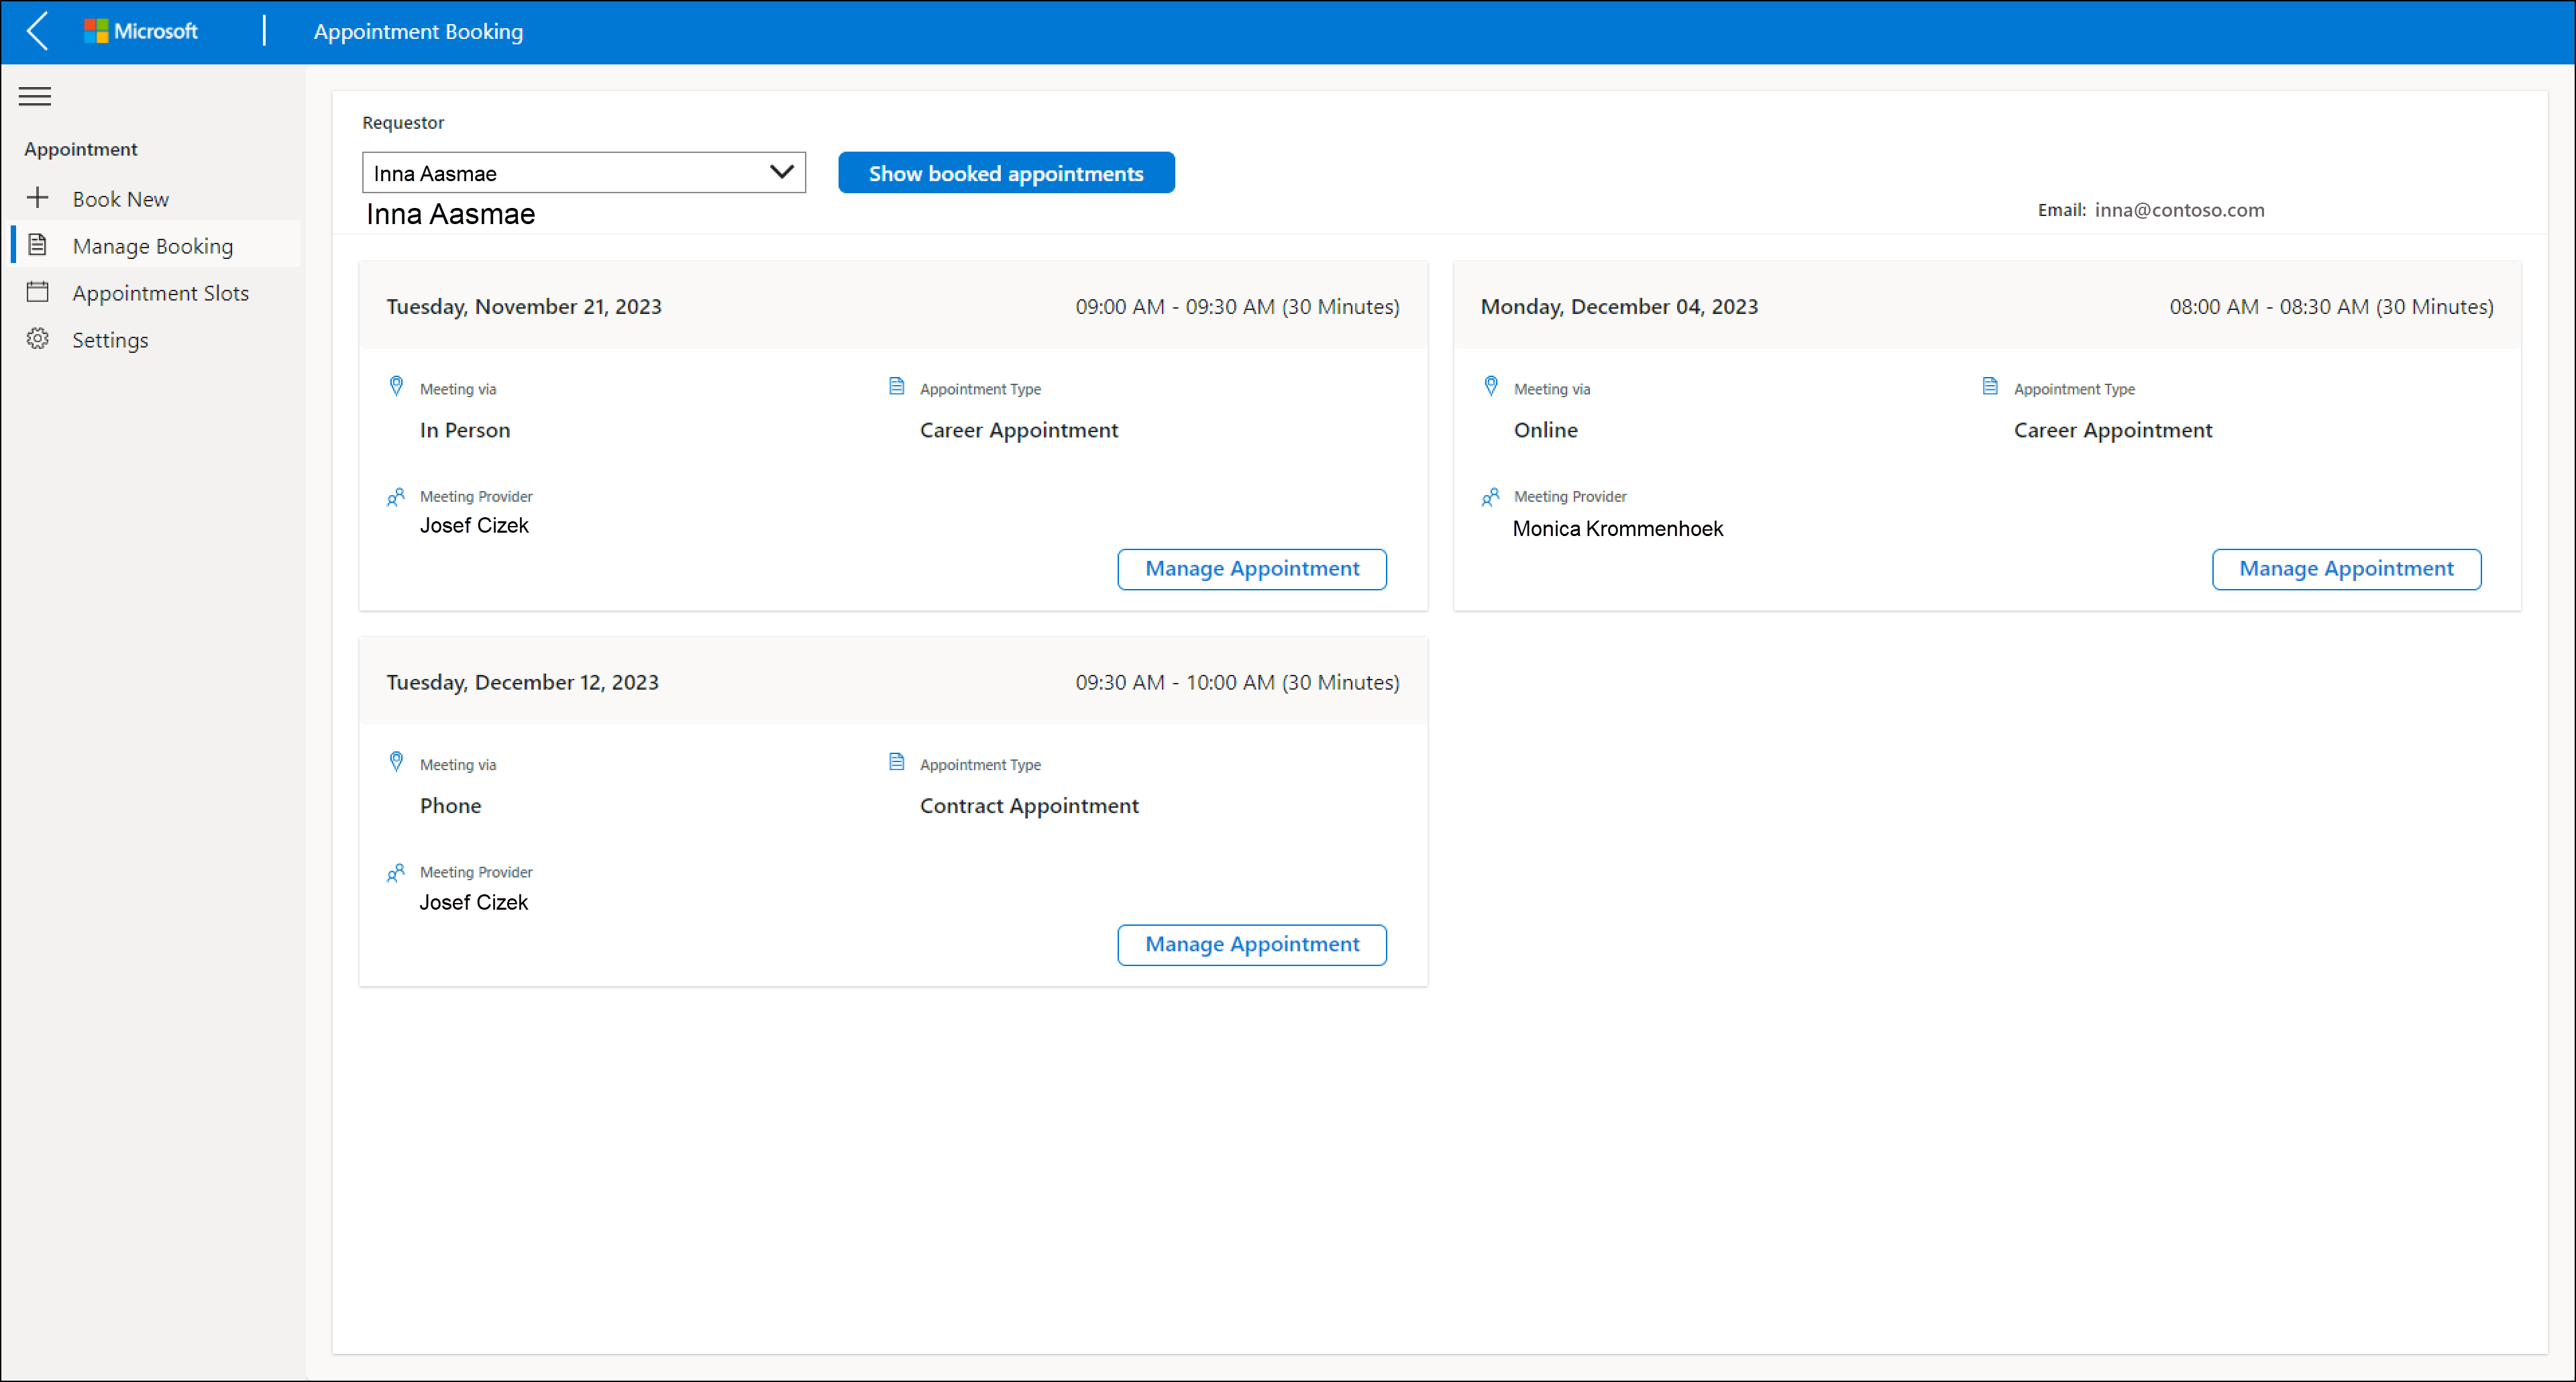 Microsoft
Appointment Booking
Appointment
Book New
Manage Booking
Appointment Slots
Settings
Requestor
Inna Aasmae
Show booked appointments
Inna Aasmae
Email: inna@contoso.com
Tuesday, November 21, 2023
09:00 AM - 09:30 AM (30 Minutes)
Meeting via
Appointment Type
In Person
Career Appointment
Meeting Provider
Josef Cizek
Manage Appointment
Monday, December 04, 2023
08:00 AM - 08:30 AM (30 Minutes)
Meeting via
Appointment Type
Online
Career Appointment
Meeting Provider
Monica Krommenhoek
Manage Appointment
Tuesday, December 12, 2023
09:30 AM - 10:00 AM (30 Minutes)
Meeting via
Appointment Type
Phone
Contract Appointment
Meeting Provider
Josef Cizek
Manage Appointment